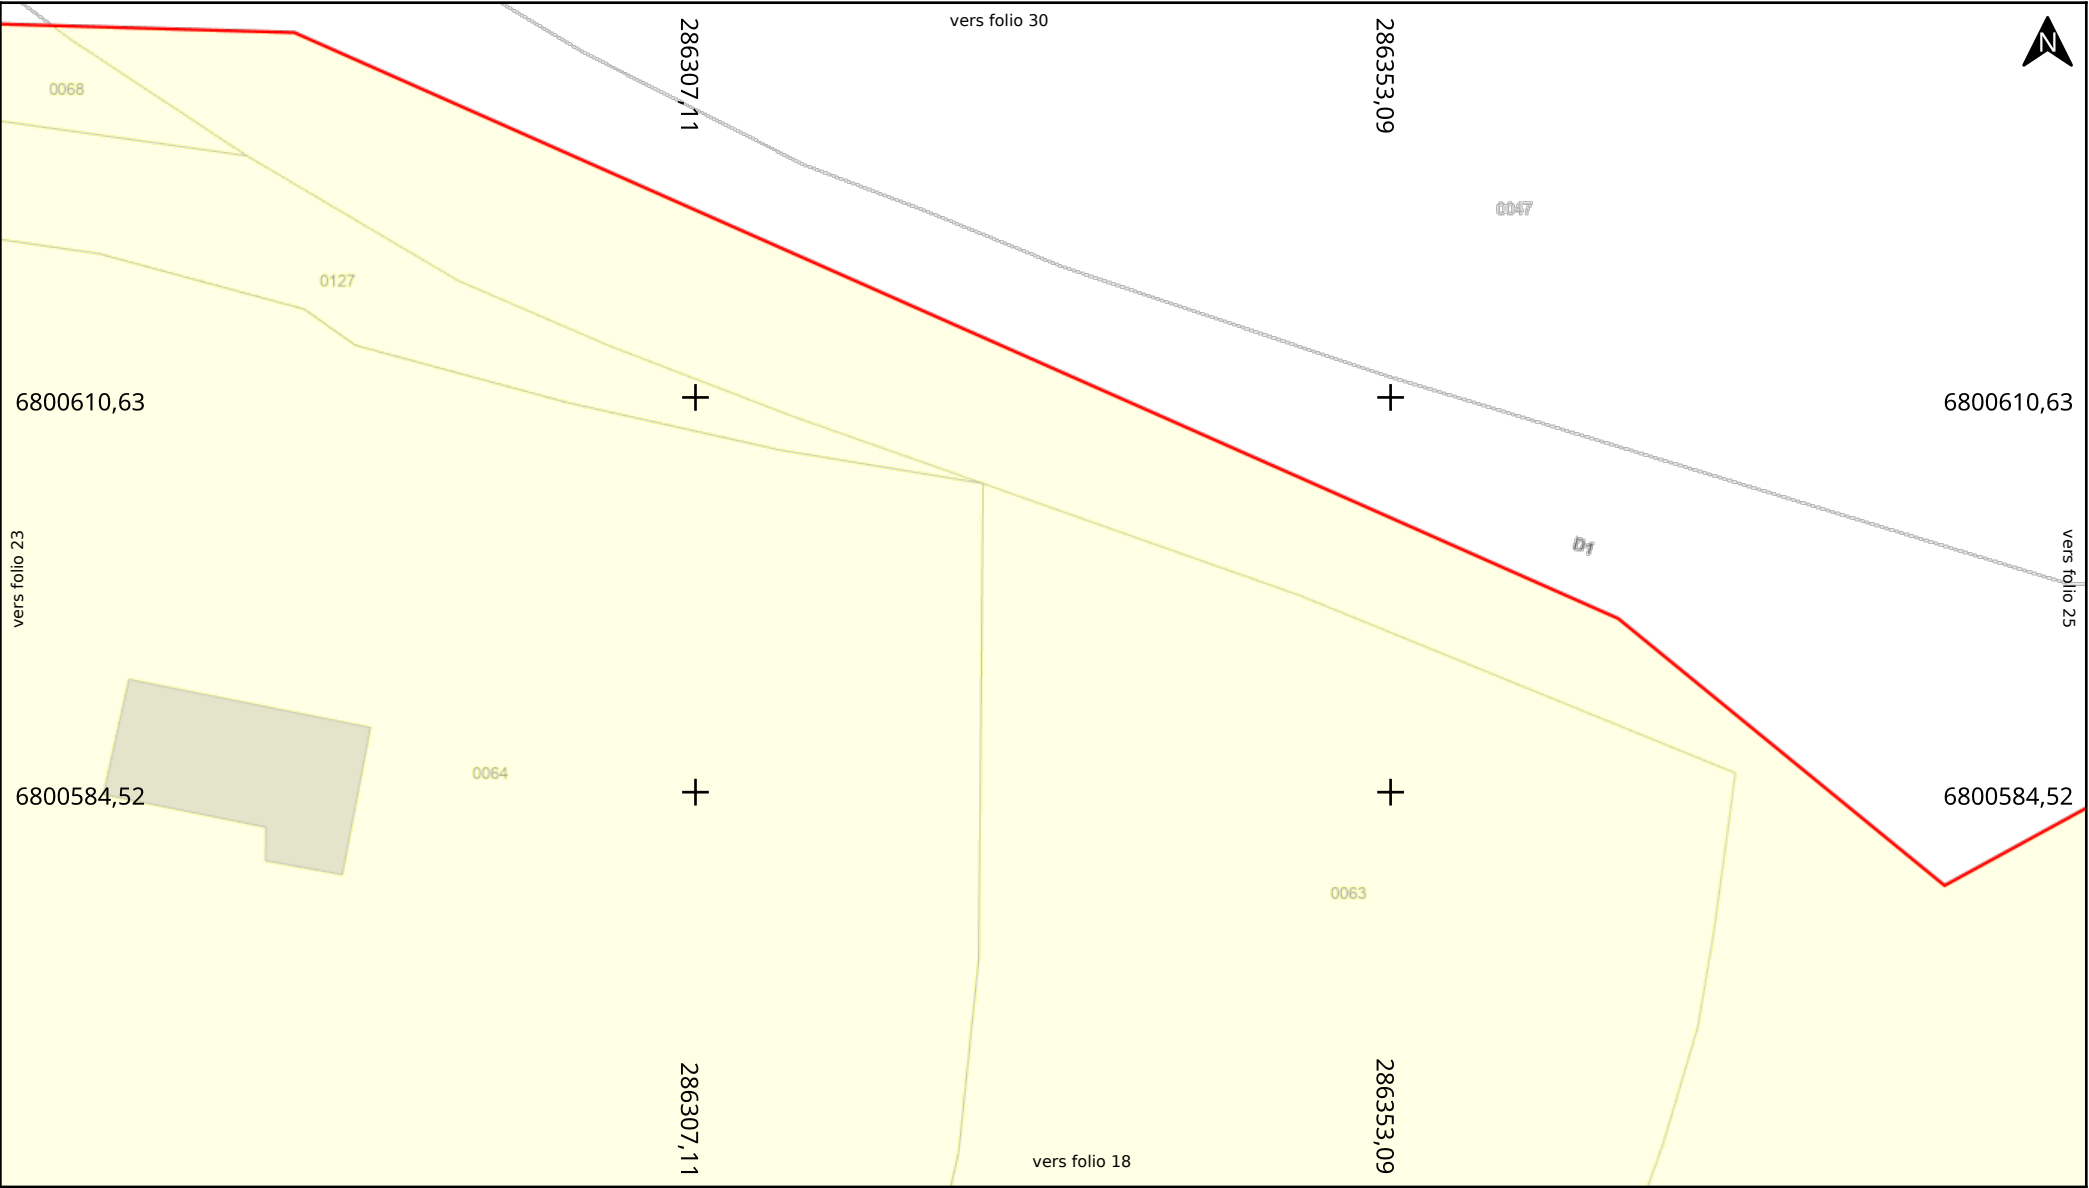 vers folio 30
286307,11
286353,09
N
0068
0047
0127
6800610,63
6800610,63
D1
vers folio 23
vers folio 25
0064
6800584,52
6800584,52
0063
286307,11
286353,09
vers folio 18